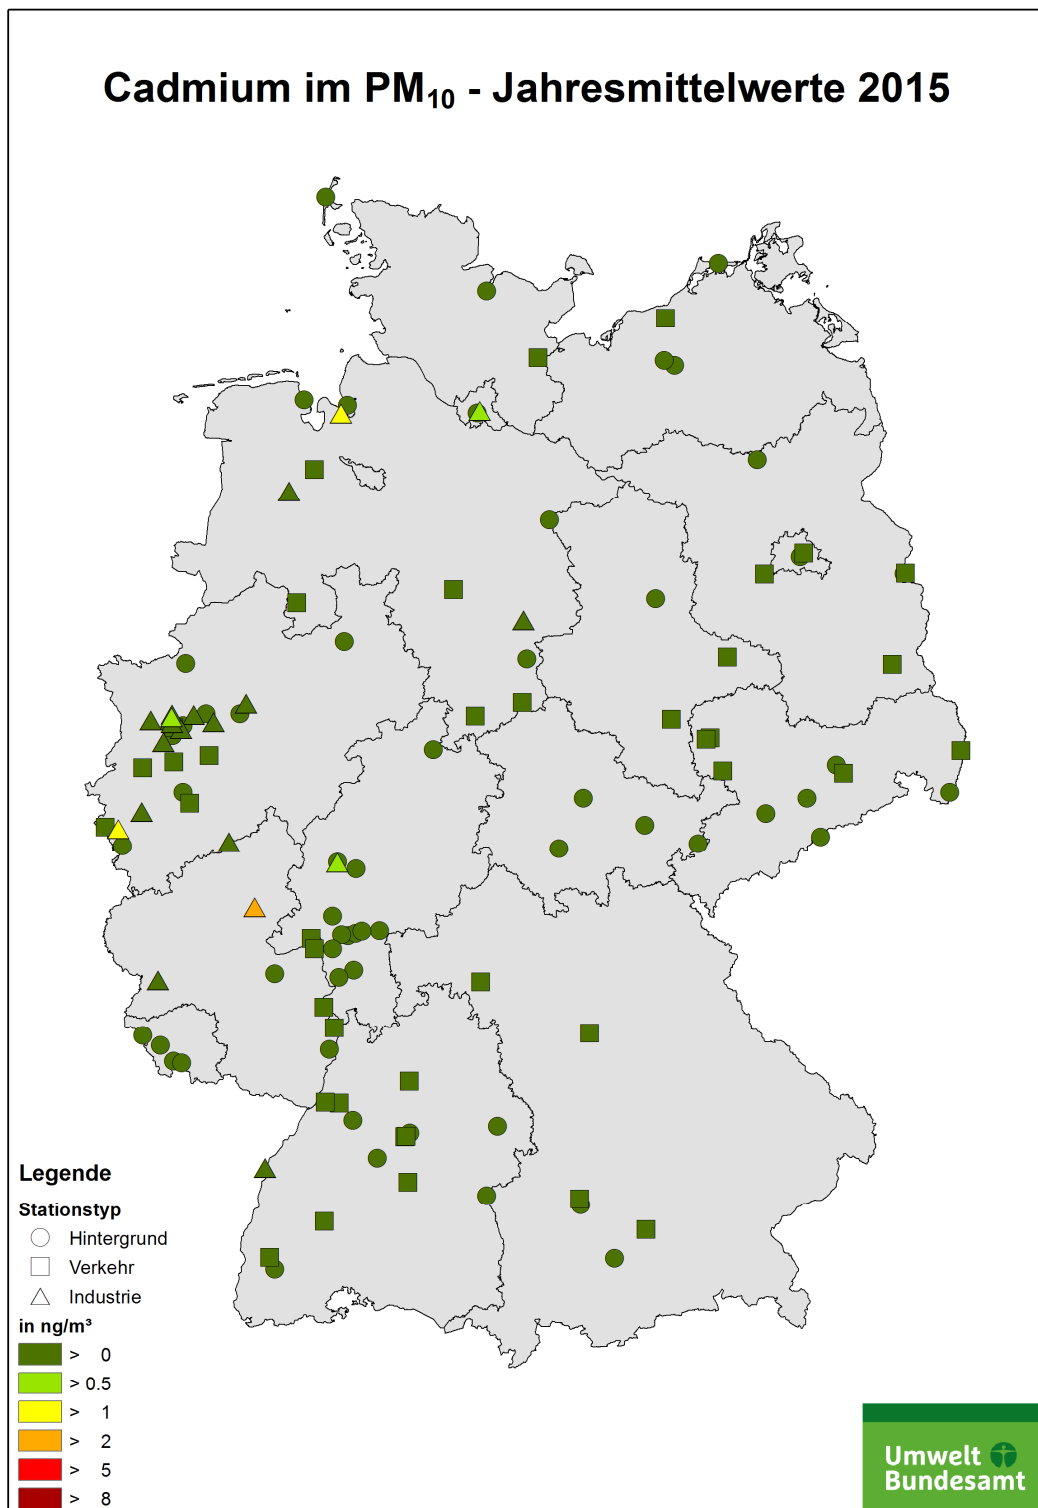 Cadmium im PM₁₀ - Jahresmittelwerte 2015
Legende
Stationstyp
Hintergrund
Verkehr
Industrie
in ng/m³
> 0
> 0.5
> 1
> 2
> 5
> 8
Umwelt
Bundesamt